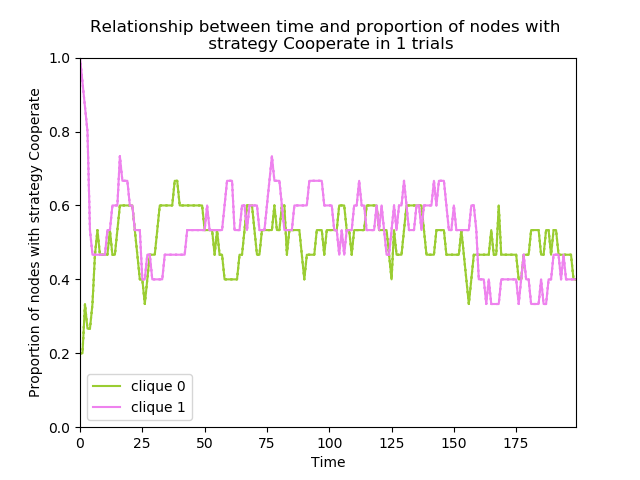 Relationship between time and proportion of nodes with
strategy Cooperate in 1 trials
Proportion of nodes with strategy Cooperate
1.0
0.8
0.6
0.4
0.2
0.0
clique 0
clique 1
0 25 50 75 100 125 150 175
Time